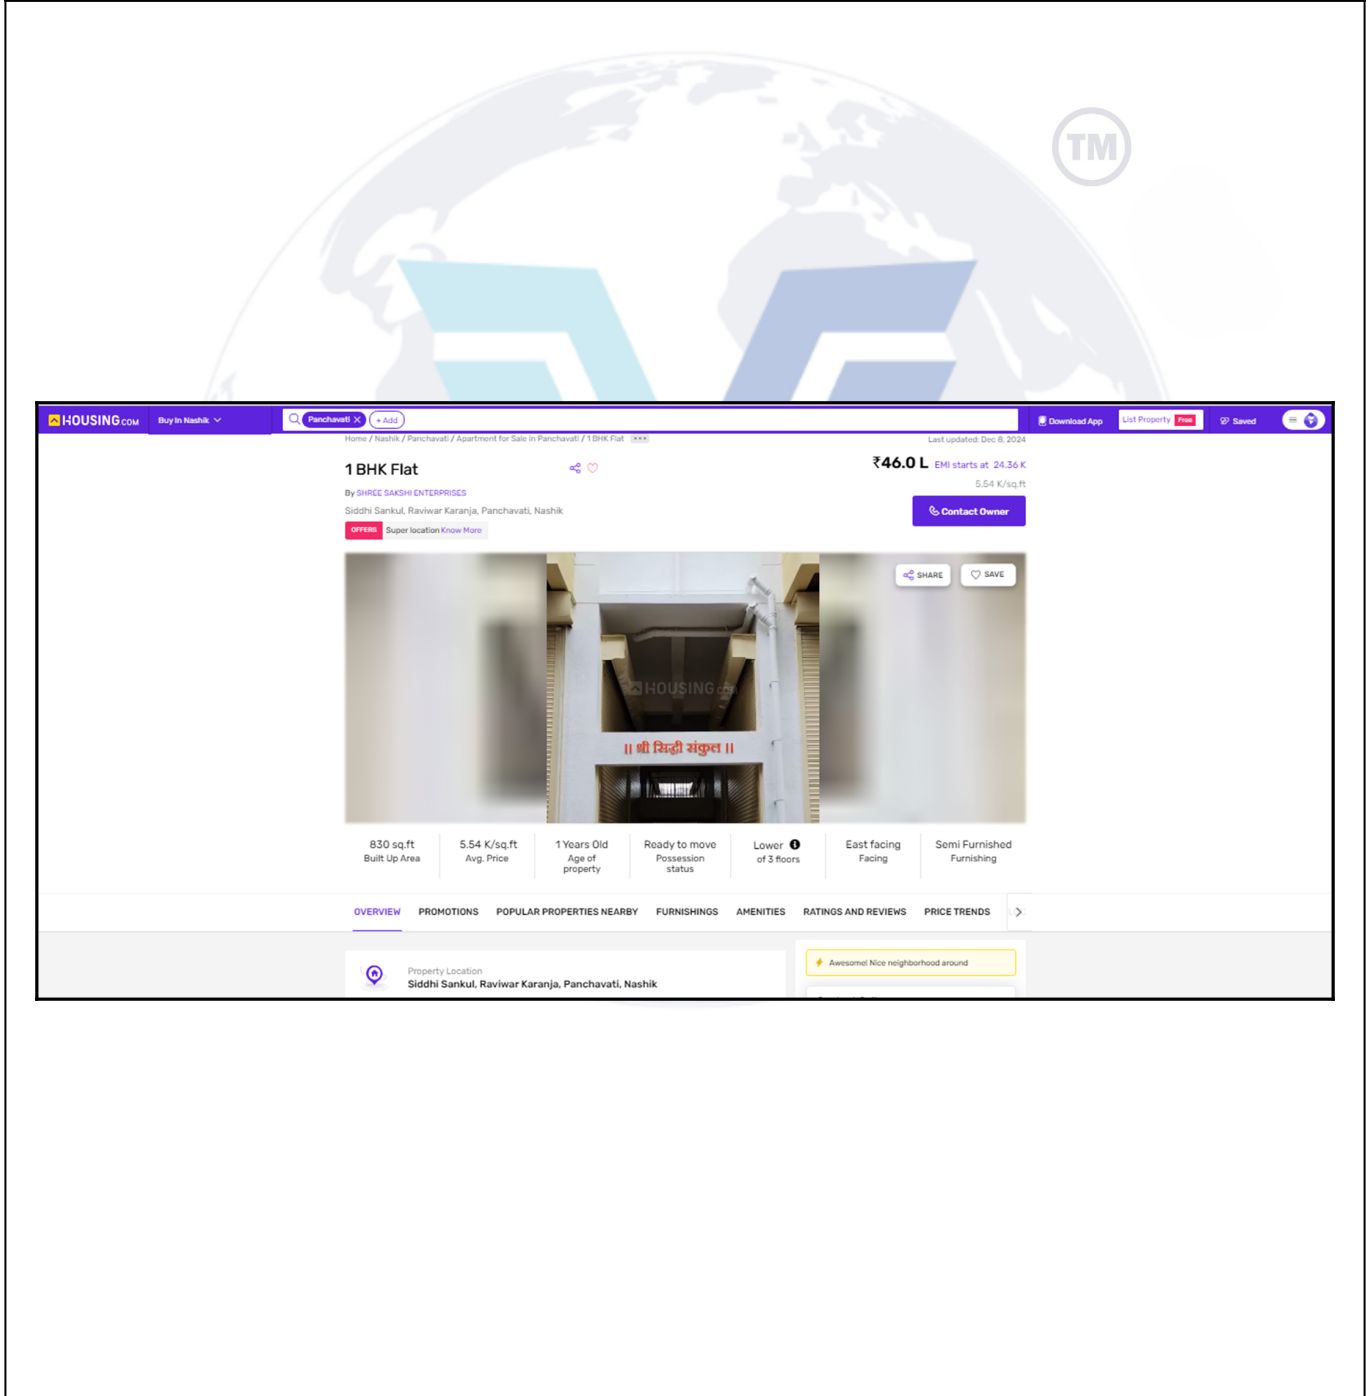 TM
HOUSING.COM Buy in Nashik Panchavati + Add Download App List Property Free Saved
Home / Nashik / Panchavati / Apartment for Sale in Panchavati / 1 BHK Flat Last updated: Dec 8, 2024
1 BHK Flat ₹46.0 L EMI starts at 24.36 K
5.54 K/sq.ft
By SHREE SAKSHI ENTERPRISES
Siddhi Sankul, Raviwar Karanja, Panchavati, Nashik Contact Owner
OFFERS Super location Know More
SHARE SAVE
HOUSING.com
|| श्री सिद्धी संकुल ||
830 sq.ft 5.54 K/sq.ft 1 Years Old Ready to move Lower East facing Semi Furnished
Built Up Area Avg. Price Age of Possession of 3 floors Facing Furnishing
property status
OVERVIEW PROMOTIONS POPULAR PROPERTIES NEARBY FURNISHINGS AMENITIES RATINGS AND REVIEWS PRICE TRENDS
Awesome! Nice neighborhood around
Property Location
Siddhi Sankul, Raviwar Karanja, Panchavati, Nashik